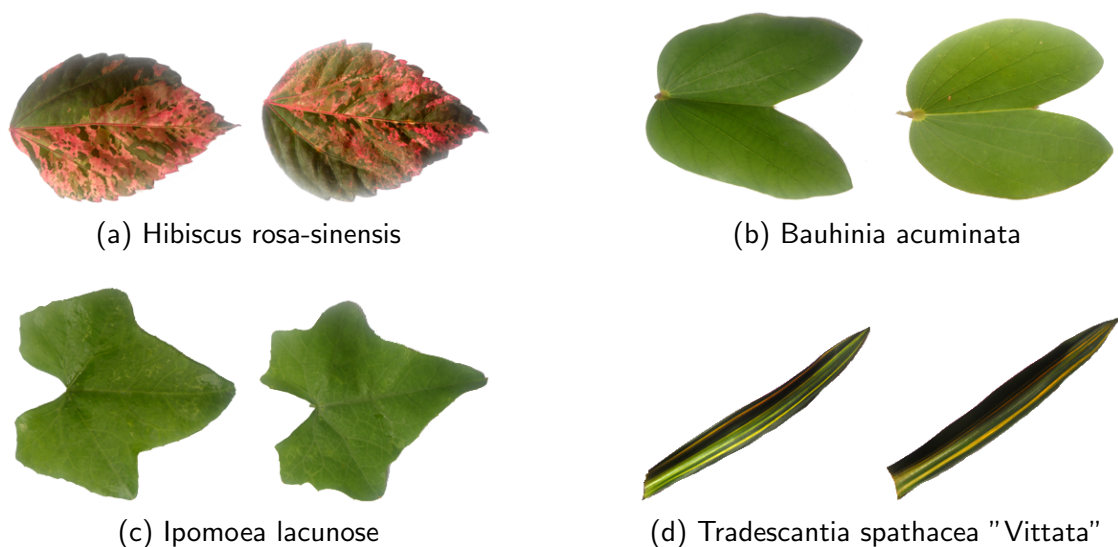 (a) Hibiscus rosa-sinensis
(b) Bauhinia acuminata
(c) Ipomoea lacunose
(d) Tradescantia spathacea ”Vittata”